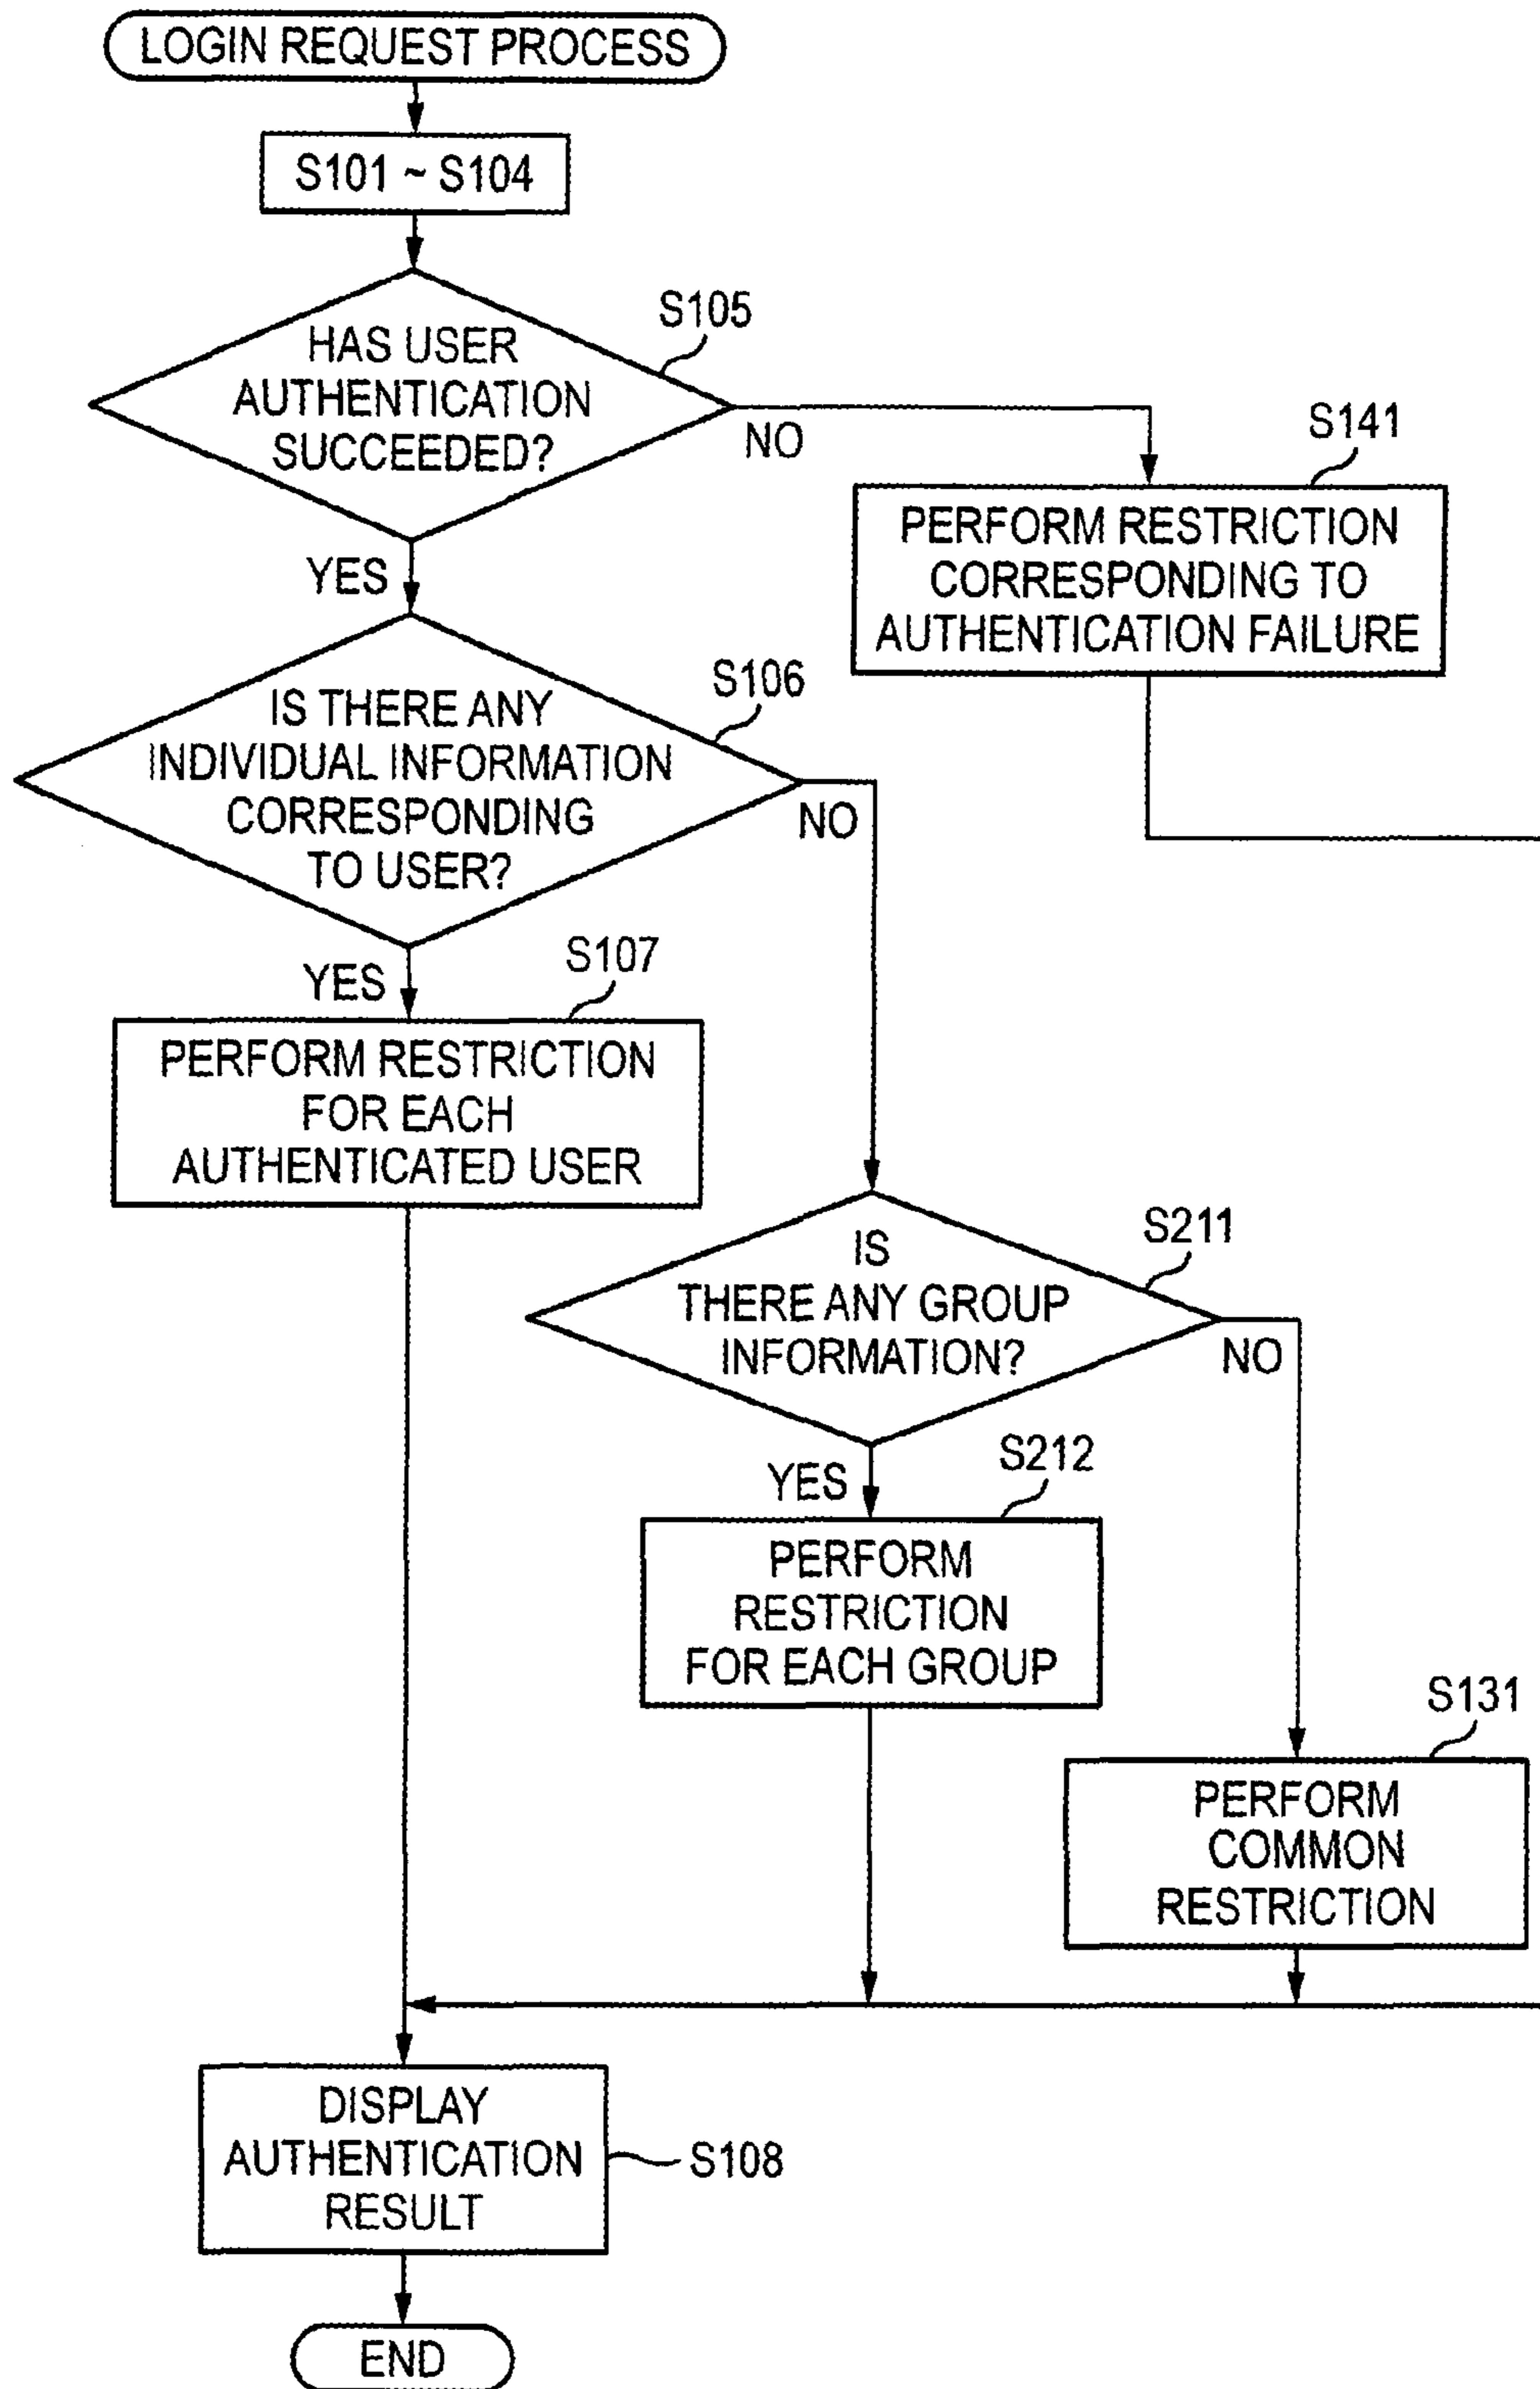 LOGIN REQUEST PROCESS
S101 ~ S104
S105
HAS USER
AUTHENTICATION
SUCCEEDED?
NO
YES
S141
PERFORM RESTRICTION
CORRESPONDING TO
AUTHENTICATION FAILURE
S106
IS THERE ANY
INDIVIDUAL INFORMATION
CORRESPONDING
TO USER?
NO
YES
S107
PERFORM RESTRICTION
FOR EACH
AUTHENTICATED USER
S211
IS
THERE ANY GROUP
INFORMATION?
NO
YES
S212
PERFORM
RESTRICTION
FOR EACH GROUP
S131
PERFORM
COMMON
RESTRICTION
DISPLAY
AUTHENTICATION
RESULT
S108
END